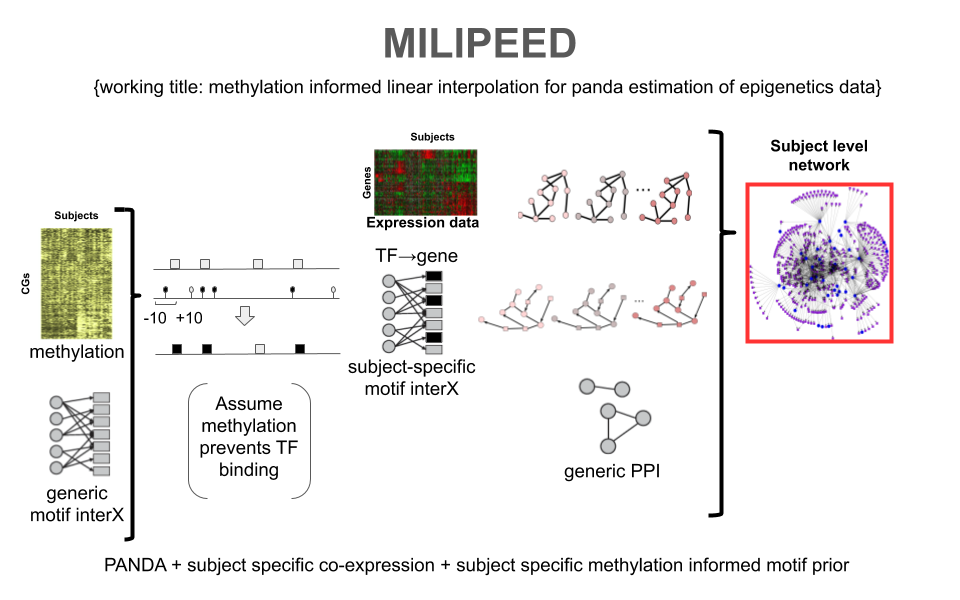 MILIPEED
{working title: methylation informed linear interpolation for panda estimation of epigenetics data}
Subjects
CGs
methylation
generic
motif interX
-10 +10
Assume
methylation
prevents TF
binding
Subjects
Genes
Expression data
TF→gene
subject-specific
motif interX
...
...
generic PPI
Subject level
network
PANDA + subject specific co-expression + subject specific methylation informed motif prior